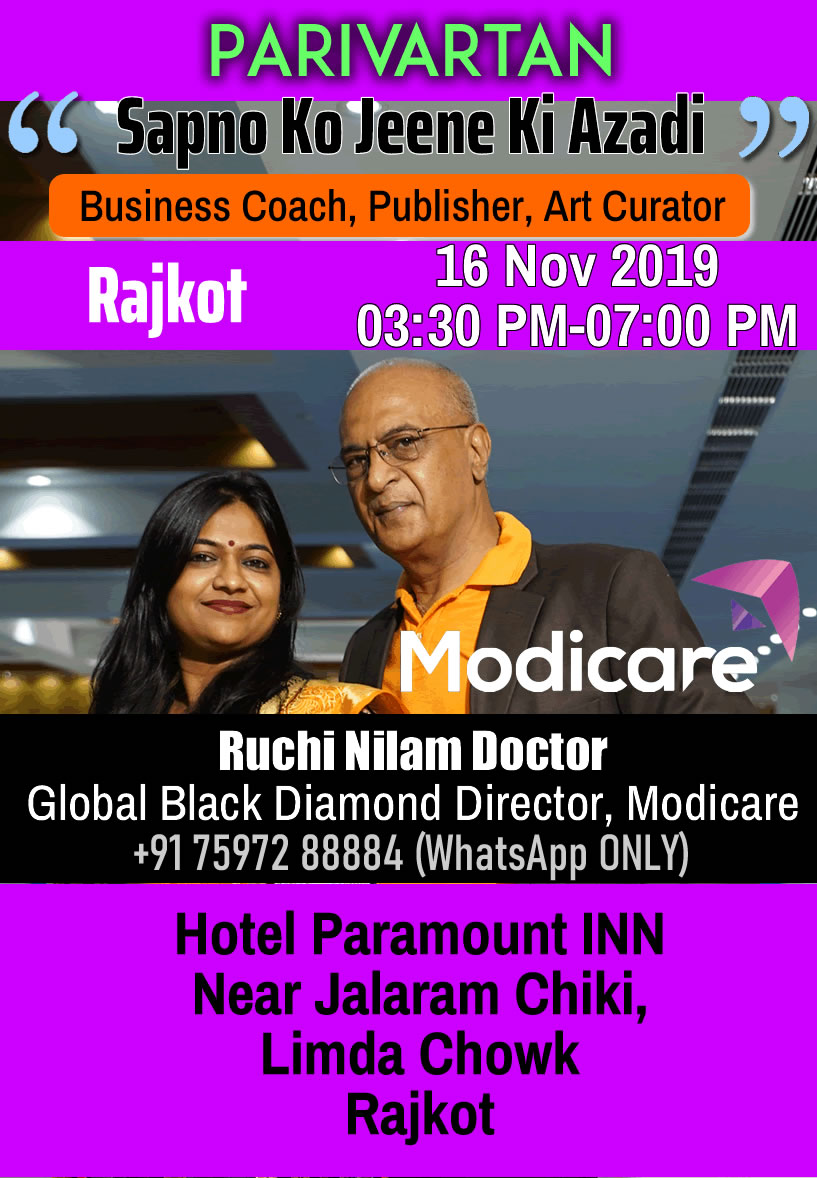 PARIVARTAN
“ Sapno Ko Jeene Ki Azadi ”
Business Coach, Publisher, Art Curator
Rajkot
16 Nov 2019
03:30 PM-07:00 PM
Modicare
Ruchi Nilam Doctor
Global Black Diamond Director, Modicare
+91 75972 88884 (WhatsApp ONLY)
Hotel Paramount INN
Near Jalaram Chiki,
Limda Chowk
Rajkot